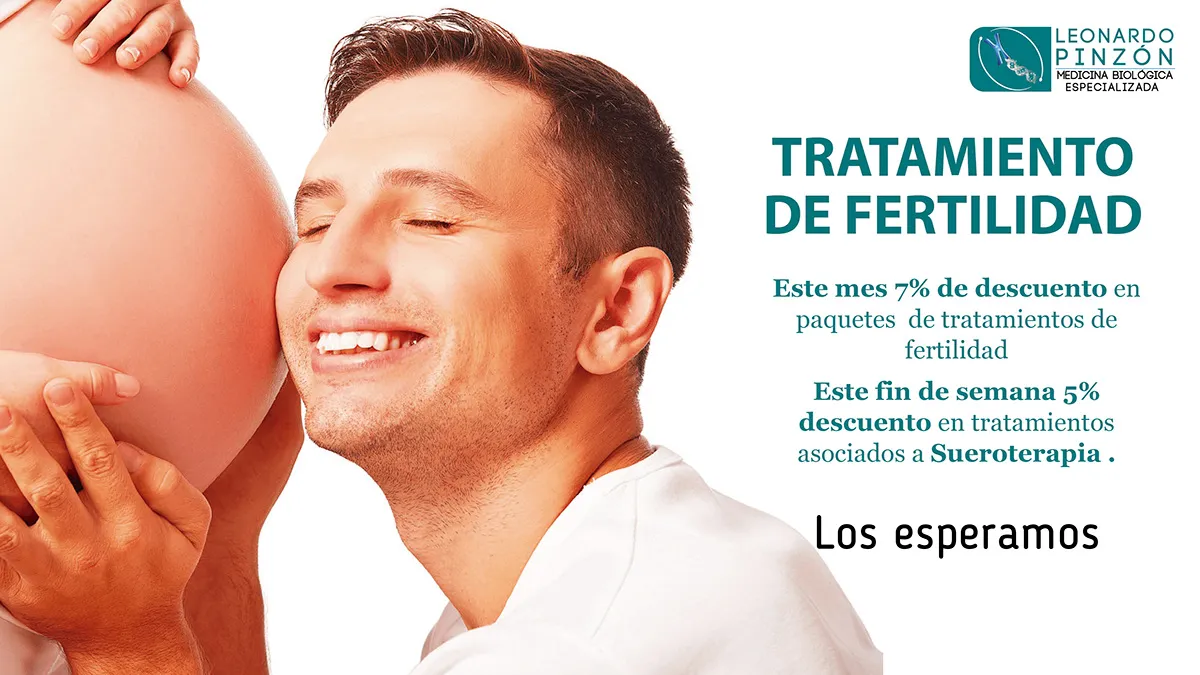 LEONARDO
PINZÓN
MEDICINA BIOLÓGICA
ESPECIALIZADA
TRATAMIENTO
DE FERTILIDAD
Este mes 7% de descuento en
paquetes de tratamientos de
fertilidad
Este fin de semana 5%
descuento en tratamientos
asociados a Sueroterapia .
Los esperamos